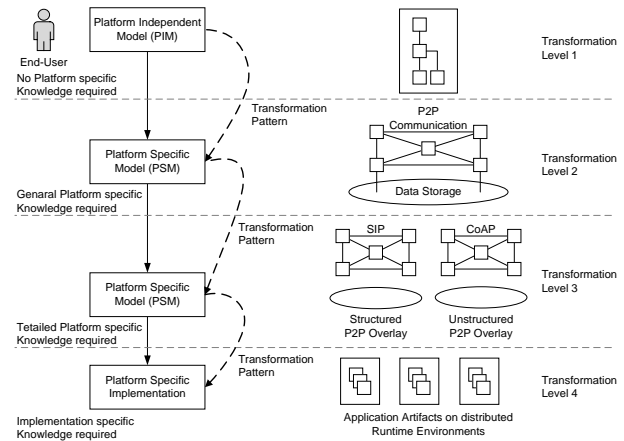 Platform Independent
Model (PIM)
End-User
No Platform specific
Knowledge required
Transformation
Level 1
Transformation
Pattern
P2P
Communication
Data Storage
Platform Specific
Model (PSM)
Genaral Platform specific
Knowledge required
Transformation
Level 2
Transformation
Pattern
SIP
CoAP
Structured
P2P Overlay
Unstructured
P2P Overlay
Platform Specific
Model (PSM)
Tetailed Platform specific
Knowledge required
Transformation
Level 3
Transformation
Pattern
Platform Specific
Implementation
Implementation specific
Knowledge required
Application Artifacts on distributed
Runtime Environments
Transformation
Level 4